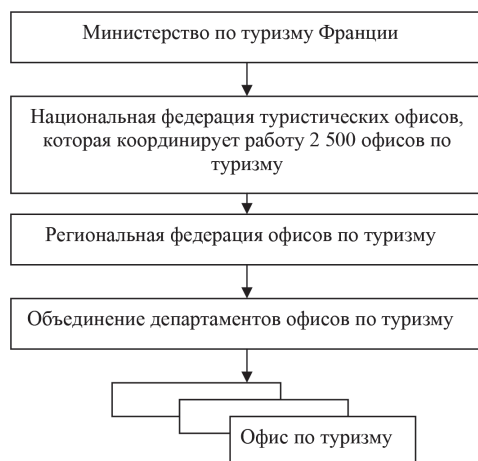 Министерство по туризму Франции
Национальная федерация туристических офисов,
которая координирует работу 2 500 офисов по
туризму
Региональная федерация офисов по туризму
Объединение департаментов офисов по туризму
Офис по туризму